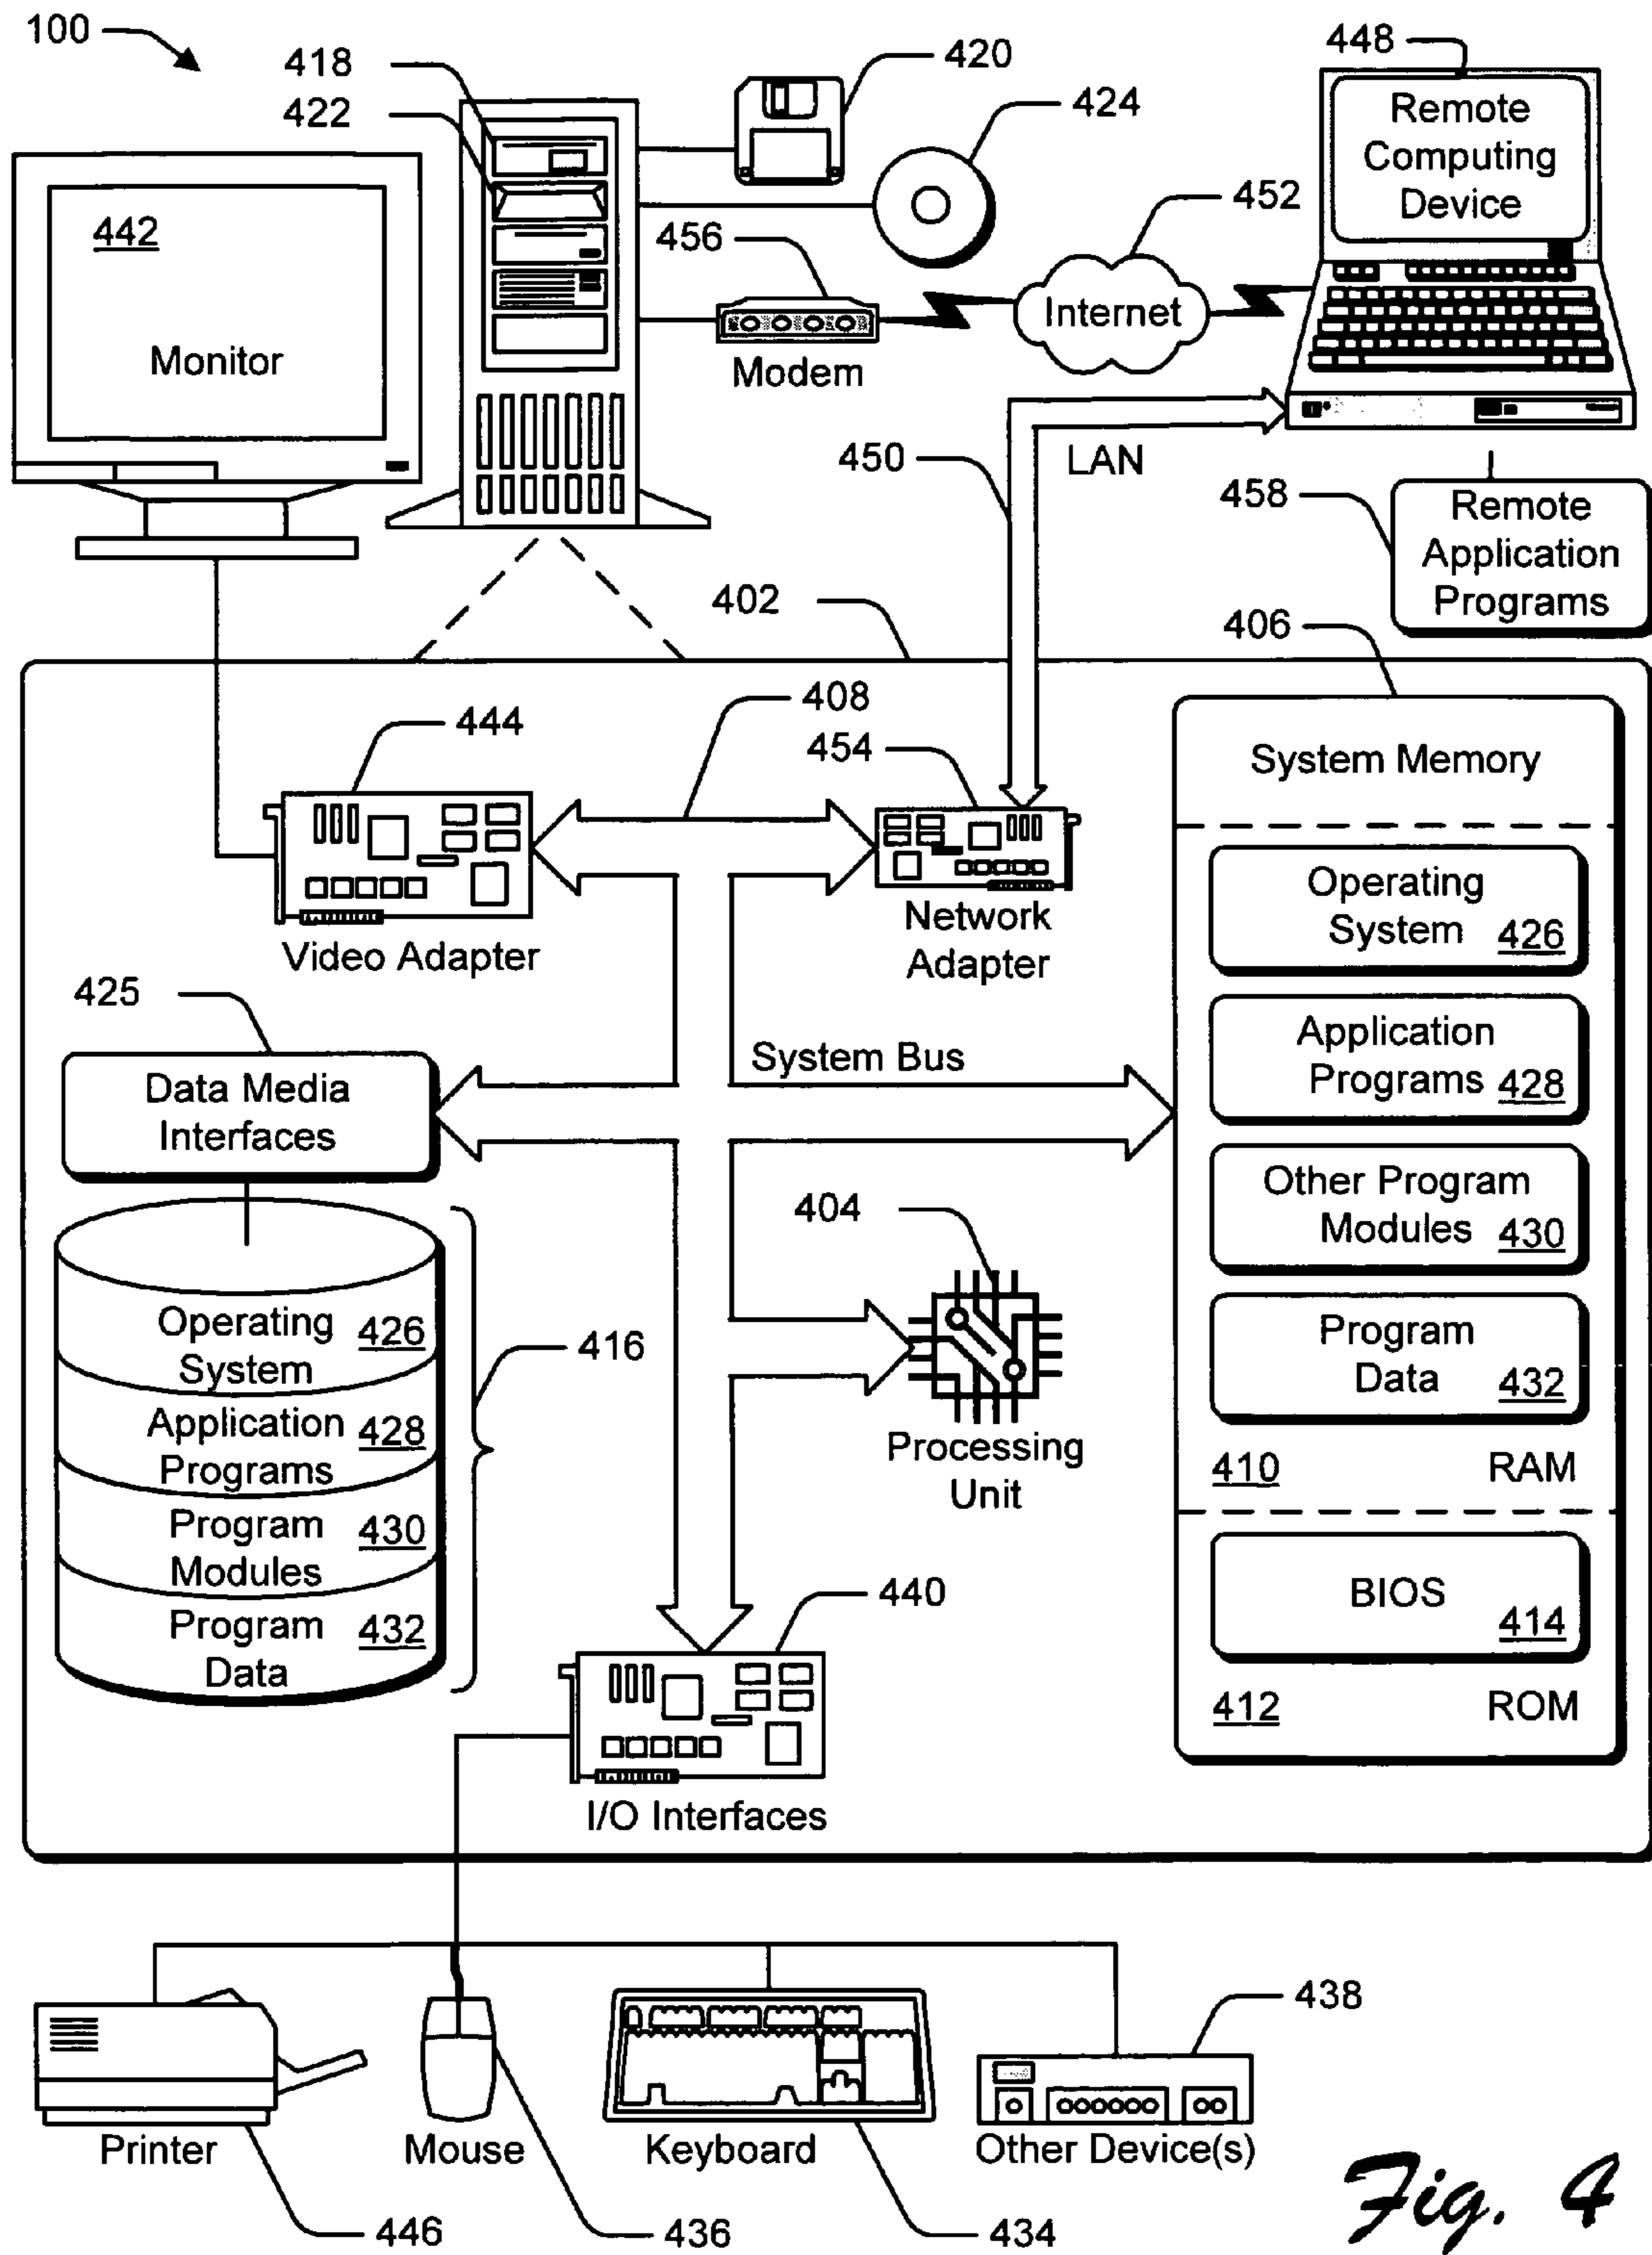 100
418
420
448
422
424
Remote
Computing
Device
442
456
452
Internet
Monitor
Modem
450
LAN
458
Remote
Application
Programs
402
406
408
444
454
System Memory
Operating
System 426
Network
Adapter
Video Adapter
425
Application
Programs 428
System Bus
Data Media
Interfaces
Other Program
Modules 430
404
Operating
System 426
416
Program
Data 432
Application
Programs 428
Processing
Unit
410 RAM
Program
Modules 430
440
BIOS
414
Program
Data 432
412 ROM
I/O Interfaces
438
Printer
Mouse
Keyboard
Other Device(s)
446
436
434
Fig. 4